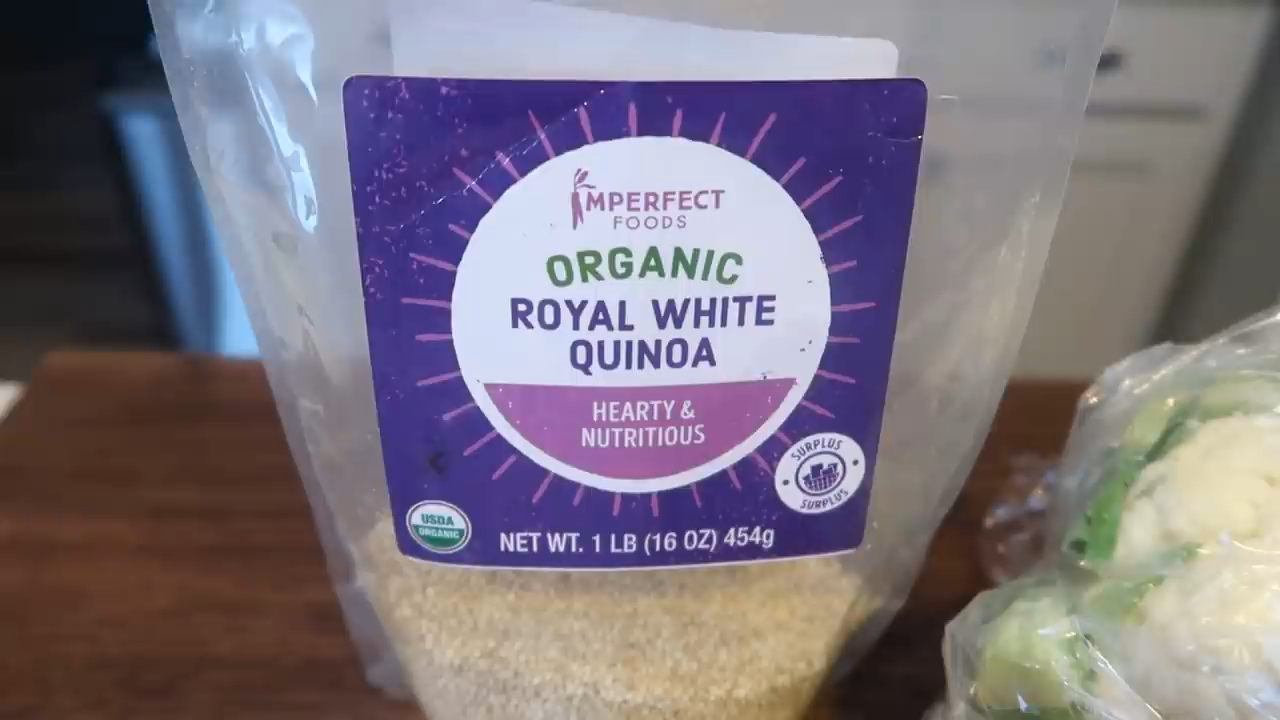 IMPERFECT
FOODS
ORGANIC
ROYAL WHITE
QUINOA
HEARTY &
NUTRITIOUS
SURPLUS
SURPLUS
USDA
ORGANIC
NET WT. 1 LB (16 OZ) 454g